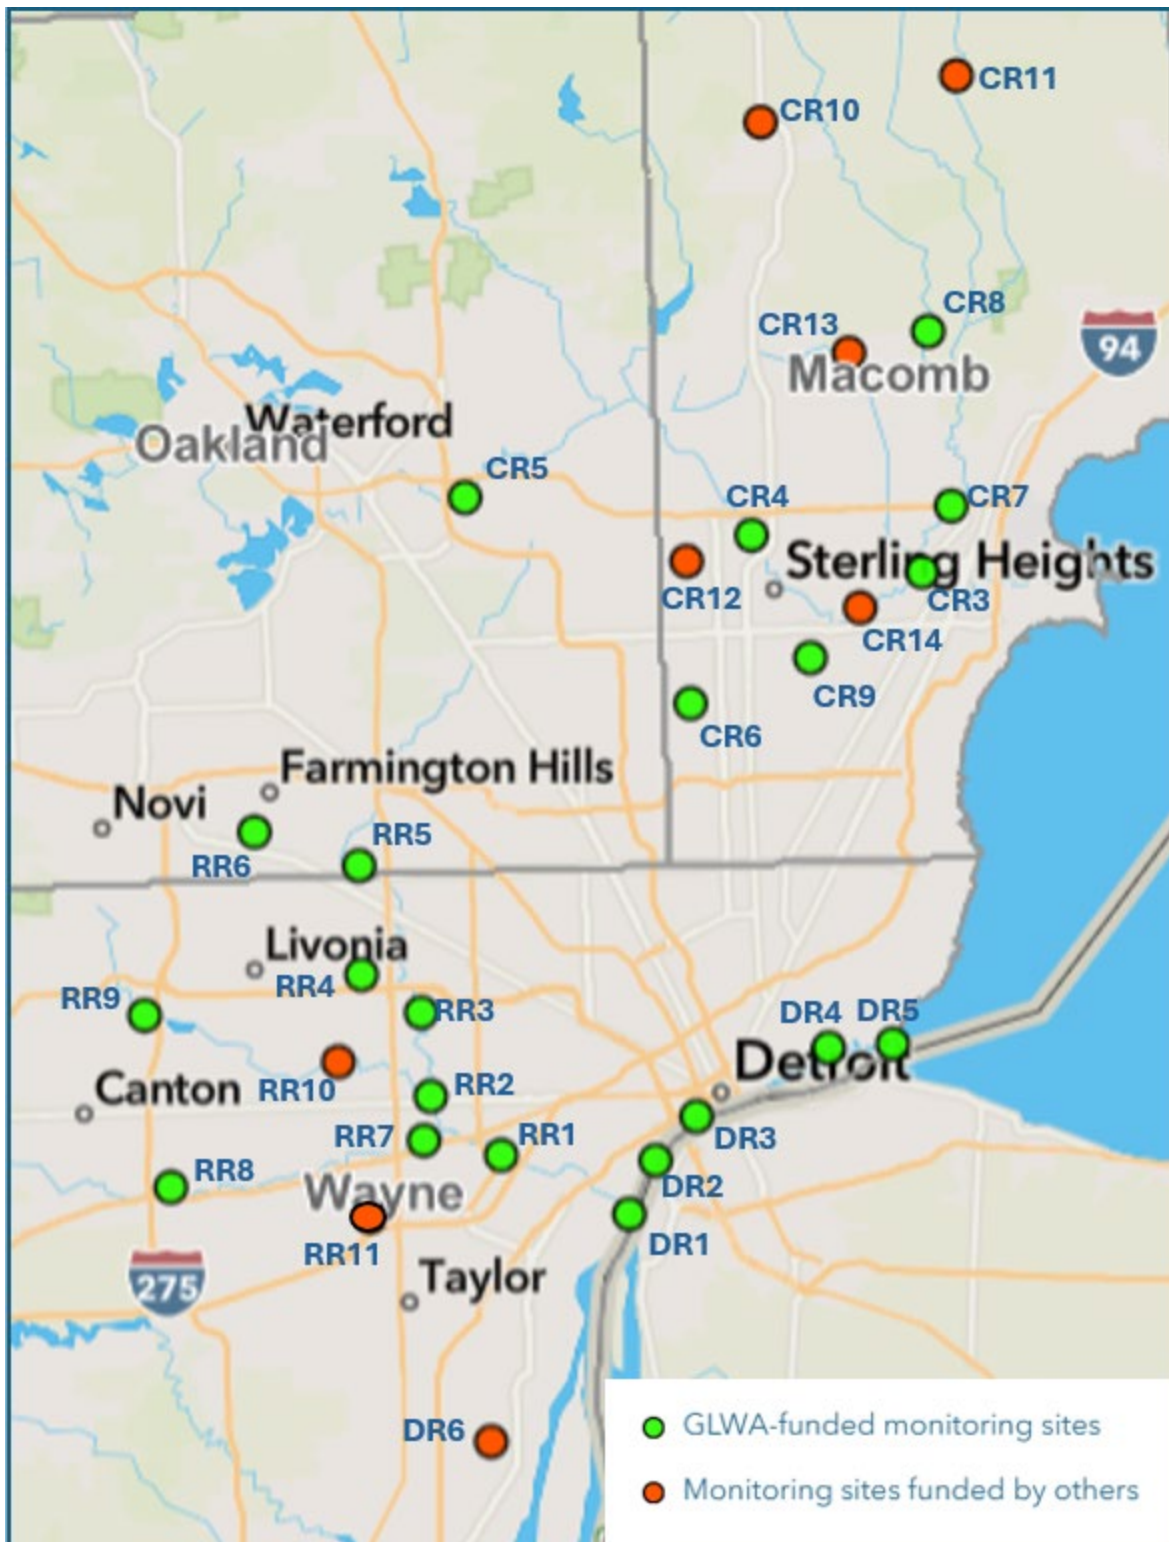 CR11
CR10
CR8
CR13
94
Macomb
Waterford
Oakland
CR5
CR4
CR7
Sterling Heights
CR12
CR3
CR14
CR9
CR6
Farmington Hills
Novi
RR5
RR6
Livonia
RR4
RR9
RR3
DR4
DR5
Detroit
RR10
RR2
Canton
RR7
RR1
DR3
RR8
DR2
Wayne
DR1
RR11
275
Taylor
DR6
GLWA-funded monitoring sites
Monitoring sites funded by others